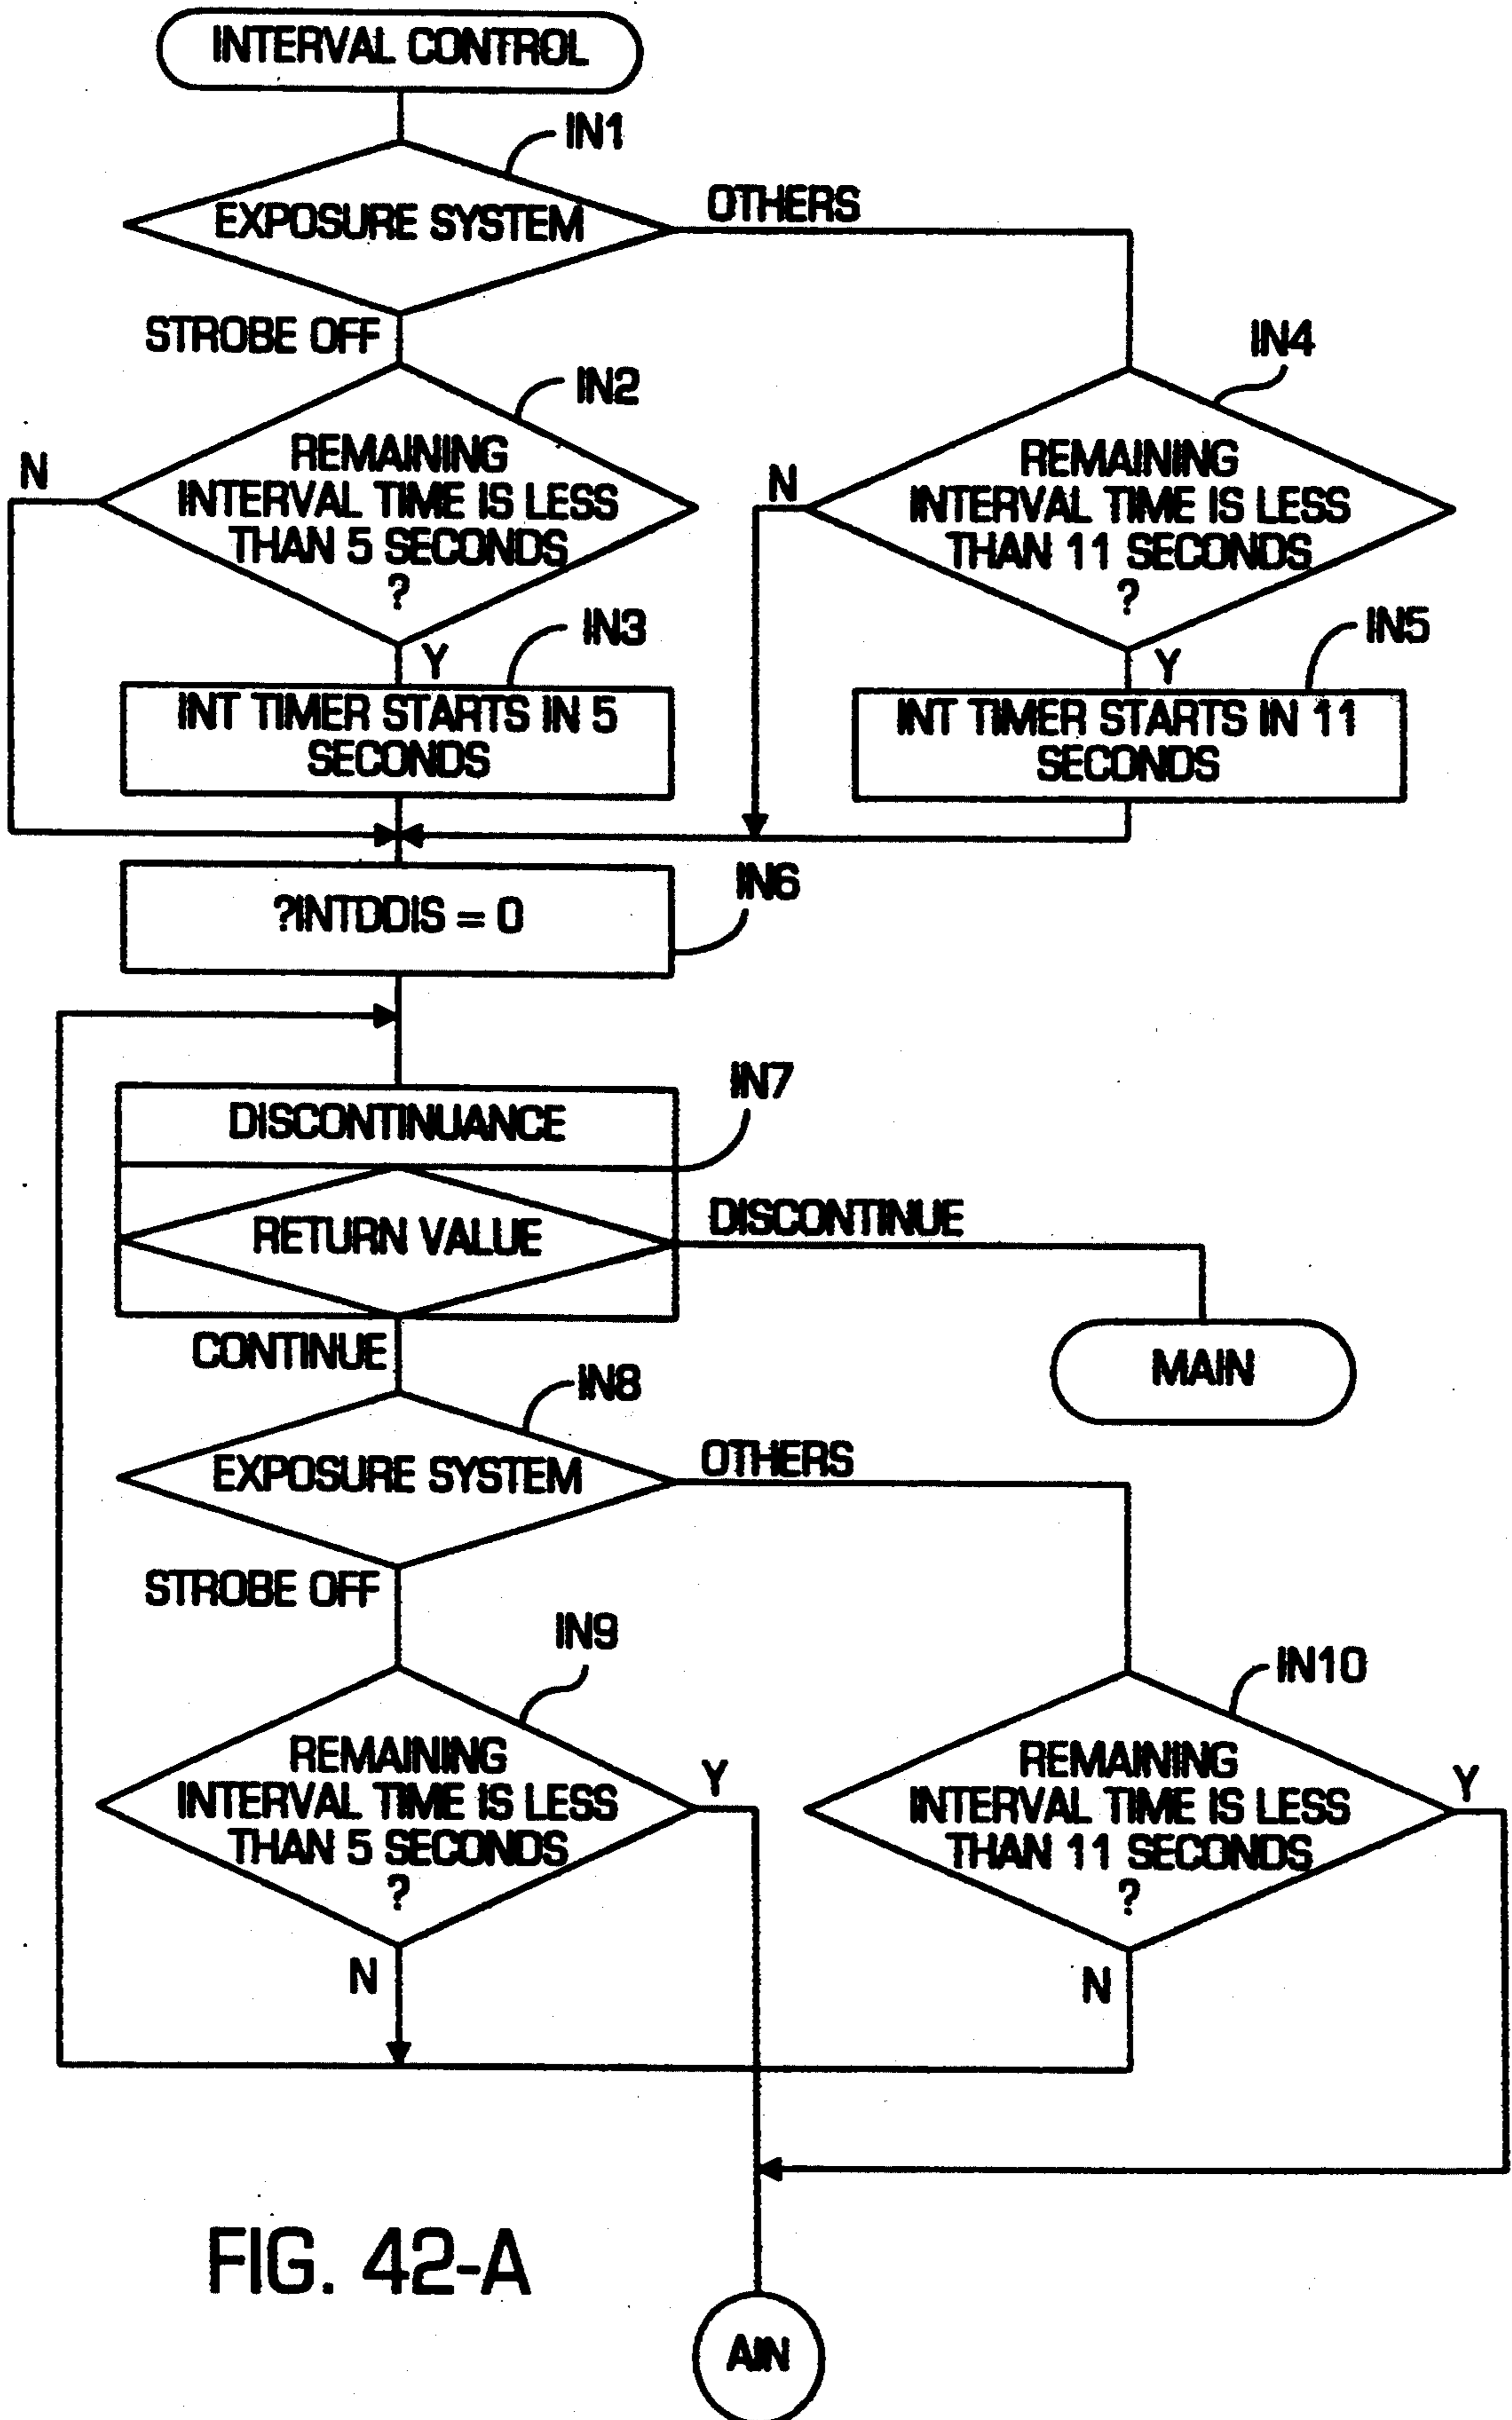 INTERVAL CONTROL
IN1
EXPOSURE SYSTEM
OTHERS
STROBE OFF
IN2
IN4
REMAINING
INTERVAL TIME IS LESS
THAN 5 SECONDS
?
N
REMAINING
INTERVAL TIME IS LESS
THAN 11 SECONDS
?
N
Y
IN3
Y
IN5
INT TIMER STARTS IN 5
SECONDS
INT TIMER STARTS IN 11
SECONDS
?INTDDIS = 0
IN6
DISCONTINUANCE
IN7
RETURN VALUE
DISCONTINUE
MAIN
CONTINUE
IN8
EXPOSURE SYSTEM
OTHERS
STROBE OFF
IN9
IN10
REMAINING
INTERVAL TIME IS LESS
THAN 5 SECONDS
?
Y
REMAINING
INTERVAL TIME IS LESS
THAN 11 SECONDS
?
Y
N
N
FIG. 42-A
AIN